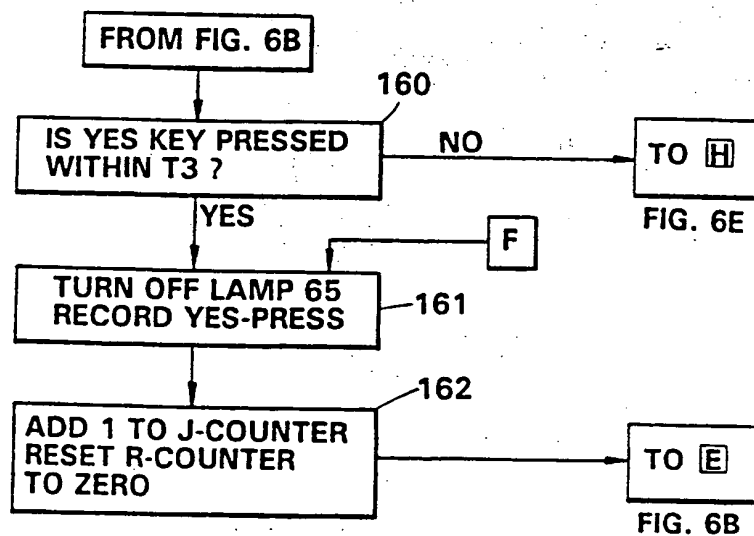 FROM FIG. 6B
160
IS YES KEY PRESSED
WITHIN T3 ?
NO
TO H
FIG. 6E
YES
F
TURN OFF LAMP 65
RECORD YES-PRESS
161
162
ADD 1 TO J-COUNTER
RESET R-COUNTER
TO ZERO
TO E
FIG. 6B